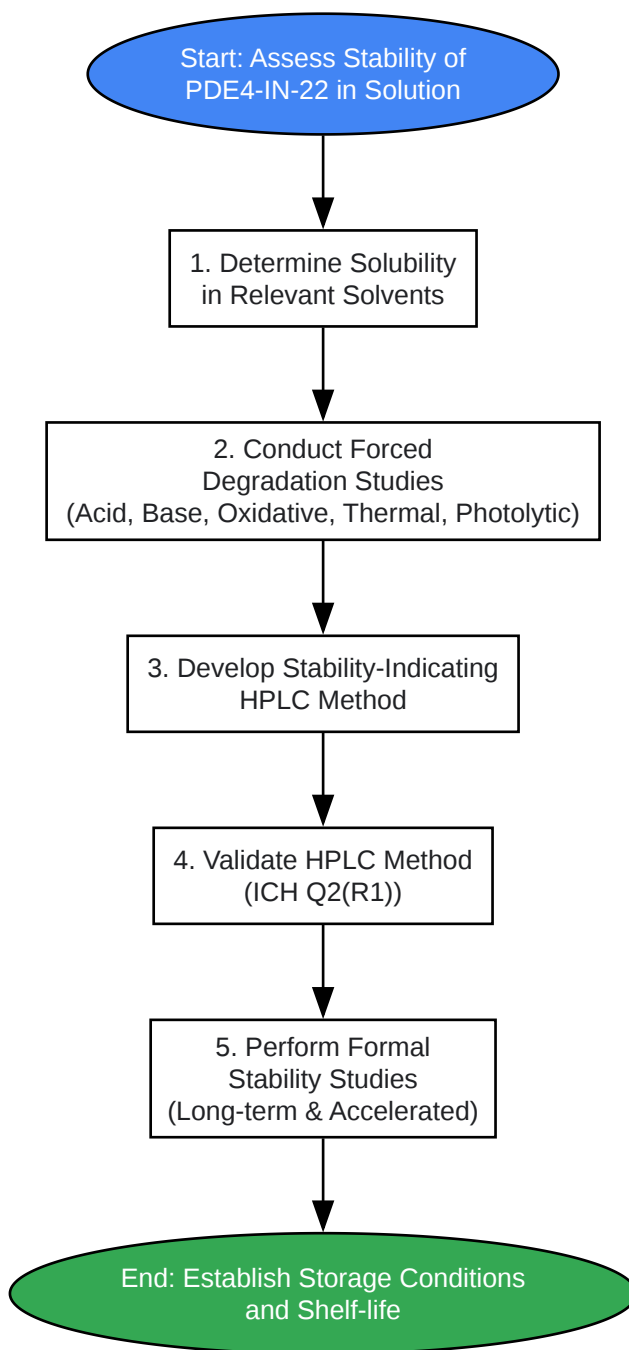 Start: Assess Stability of
PDE4-IN-22 in Solution
1. Determine Solubility
in Relevant Solvents
2. Conduct Forced
Degradation Studies
(Acid, Base, Oxidative, Thermal, Photolytic)
3. Develop Stability-Indicating
HPLC Method
4. Validate HPLC Method
(ICH Q2(R1))
5. Perform Formal
Stability Studies
(Long-term & Accelerated)
End: Establish Storage Conditions
and Shelf-life